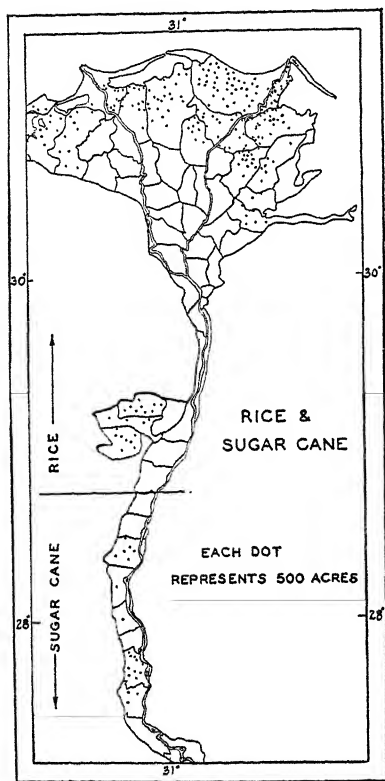 31°
30°
30°
RICE
RICE &
SUGAR CANE
EACH DOT
REPRESENTS 500 ACRES
SUGAR CANE
28°
28°
31°